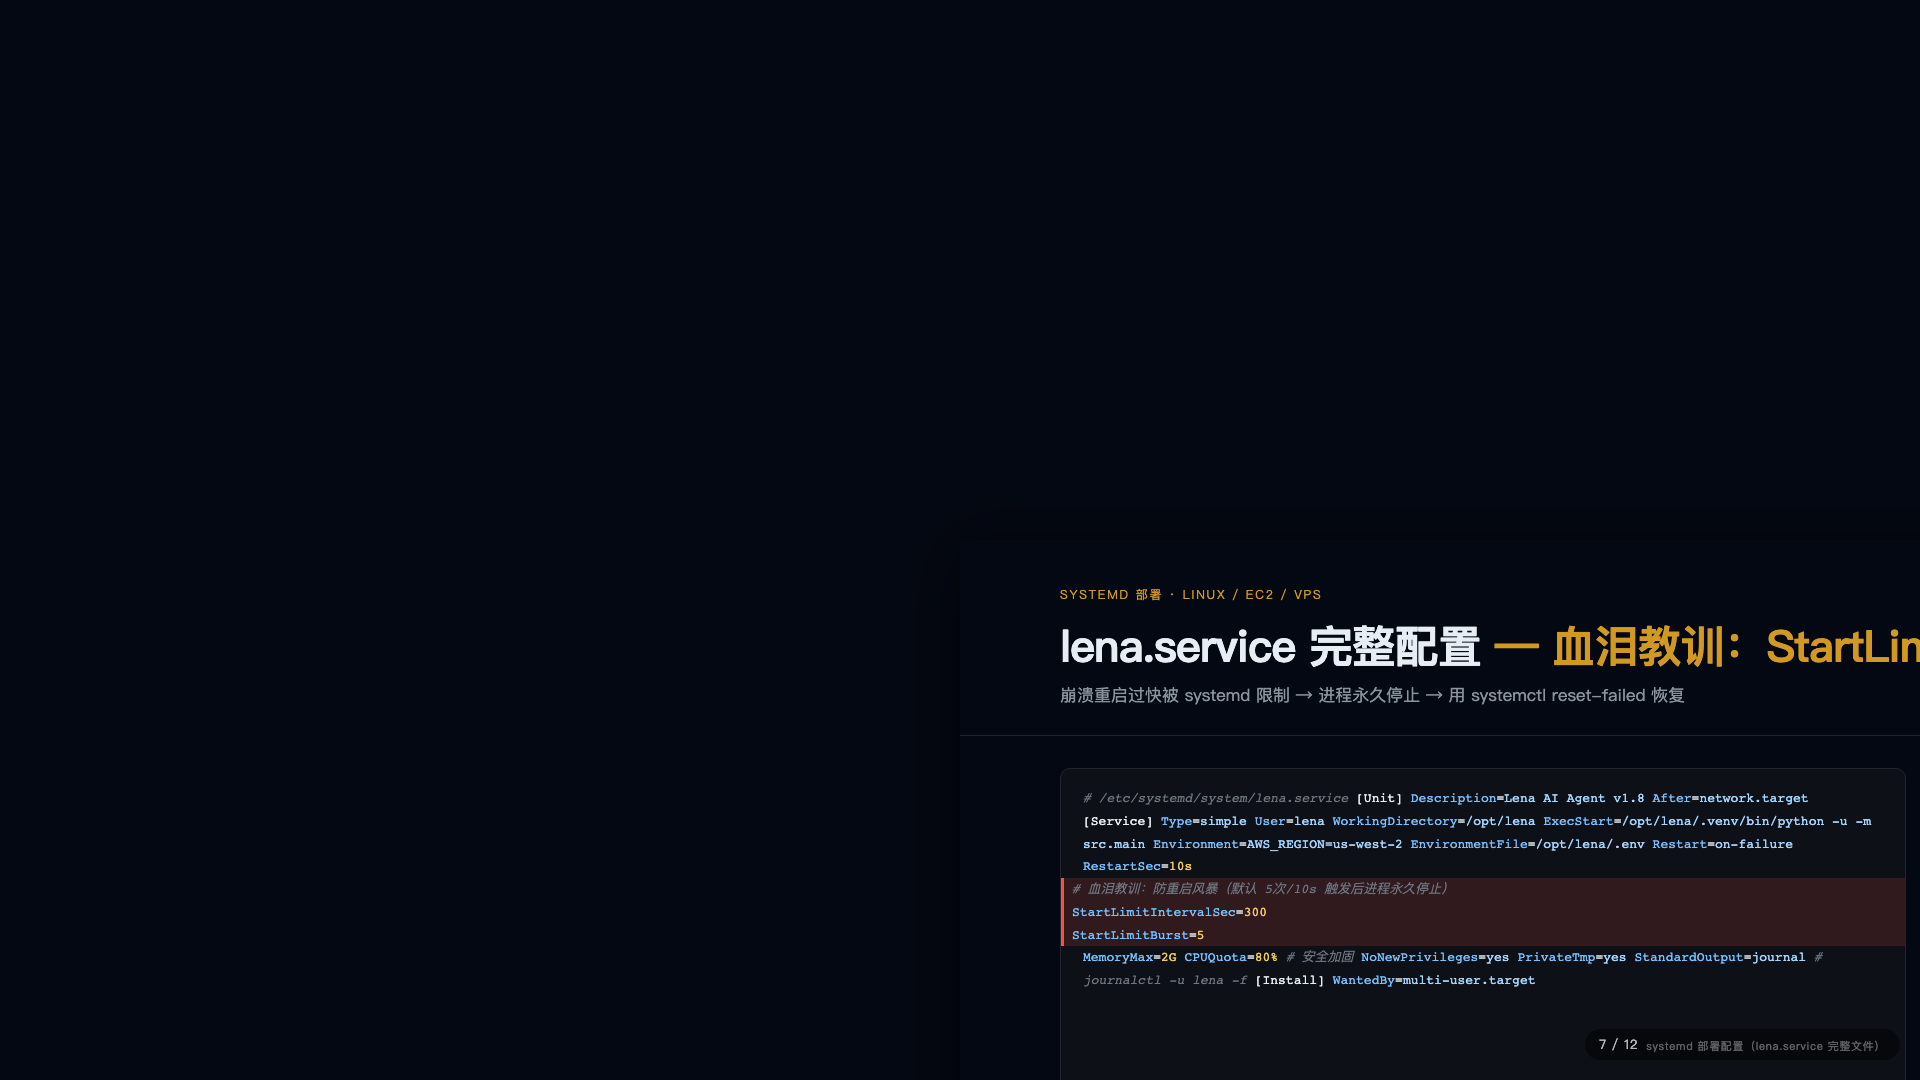 SYSTEMD 部署 · LINUX / EC2 / VPS
lena.service 完整配置 — 血泪教训：StartLin
崩溃重启过快被 systemd 限制 → 进程永久停止 → 用 systemctl reset-failed 恢复
# /etc/systemd/system/lena.service [Unit] Description=Lena AI Agent v1.8 After=network.target
[Service] Type=simple User=lena WorkingDirectory=/opt/lena ExecStart=/opt/lena/.venv/bin/python -u -m
src.main Environment=AWS_REGION=us-west-2 EnvironmentFile=/opt/lena/.env Restart=on-failure
RestartSec=10s
# 血泪教训：防重启风暴（默认 5次/10s 触发后进程永久停止）
StartLimitIntervalSec=300
StartLimitBurst=5
MemoryMax=2G CPUQuota=80% # 安全加固 NoNewPrivileges=yes PrivateTmp=yes StandardOutput=journal #
journalctl -u lena -f [Install] WantedBy=multi-user.target
7 / 12 systemd 部署配置（lena.service 完整文件）